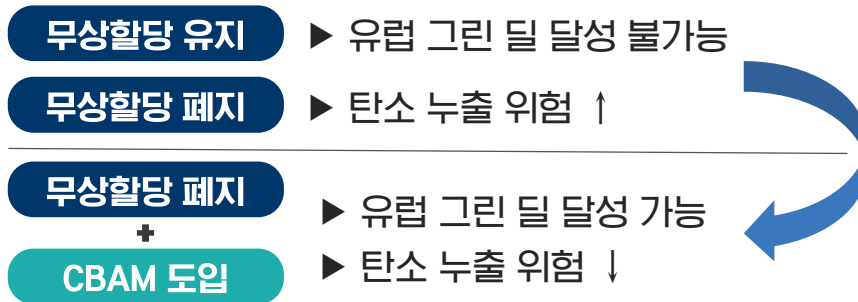 무상할당 유지 ▶ 유럽 그린 딜 달성 불가능
무상할당 폐지 ▶ 탄소 누출 위험 ↑
무상할당 폐지
+
CBAM 도입
▶ 유럽 그린 딜 달성 가능
▶ 탄소 누출 위험 ↓